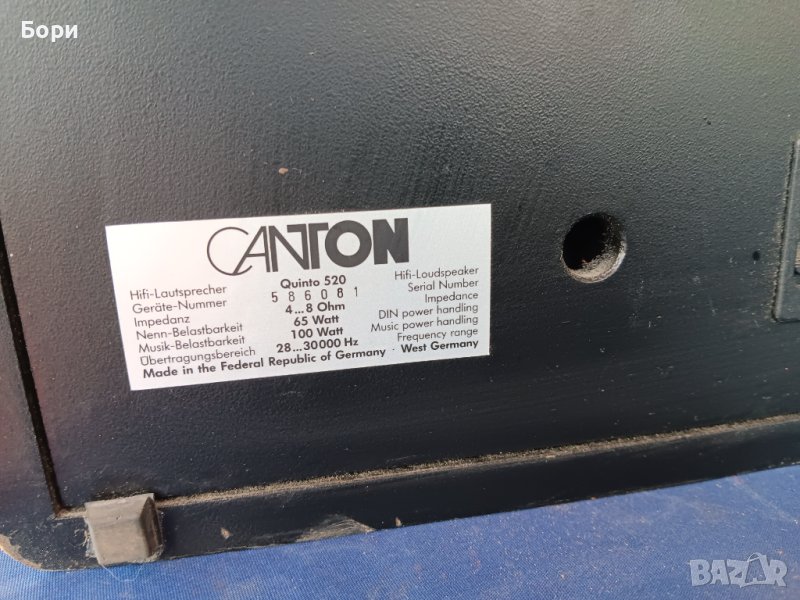 Бори
CANTON
Hifi-Lautsprecher Quinto 520 Hifi-Loudspeaker
Geräte-Nummer 586061 Serial Number
Impedanz 4...8 Ohm Impedance
Nenn-Belastbarkeit 65 Watt DIN power handling
Musik-Belastbarkeit 100 Watt Music power handling
Übertragungsbereich 28...30000 Hz Frequency range
Made in the Federal Republic of Germany · West Germany
BAZAR